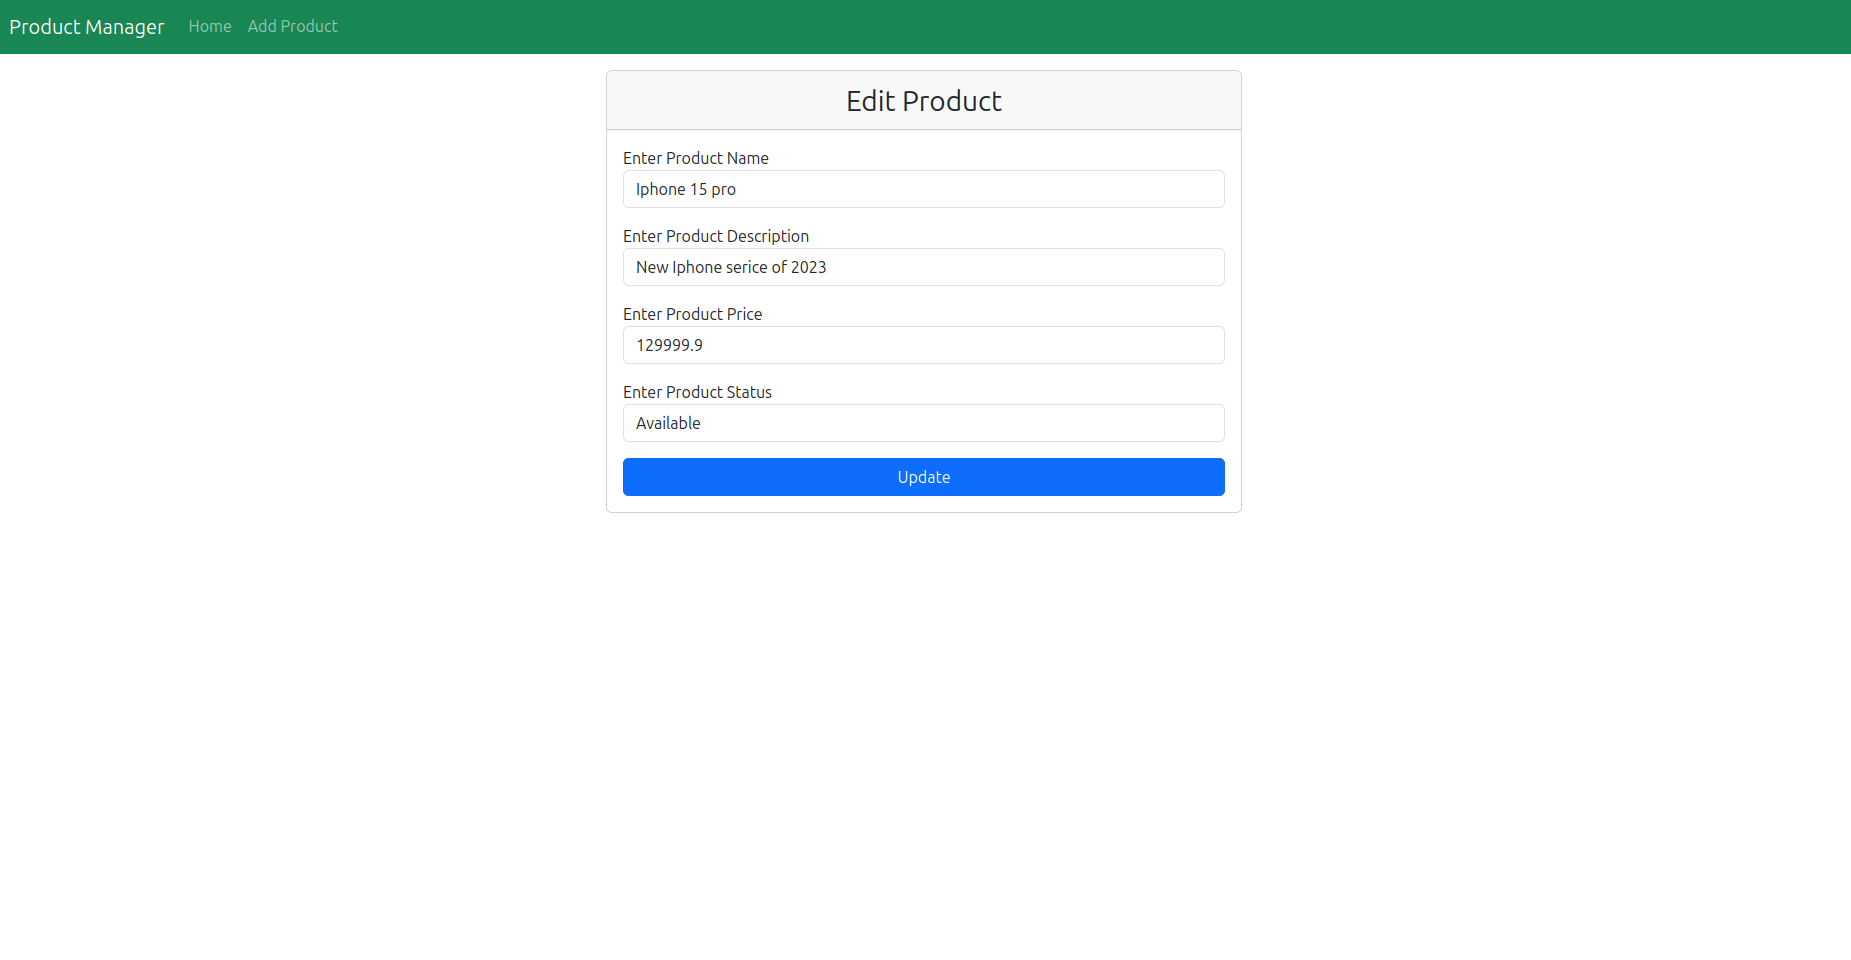 Product Manager Home Add Product
Edit Product
Enter Product Name
Iphone 15 pro
Enter Product Description
New Iphone serice of 2023
Enter Product Price
129999.9
Enter Product Status
Available
Update